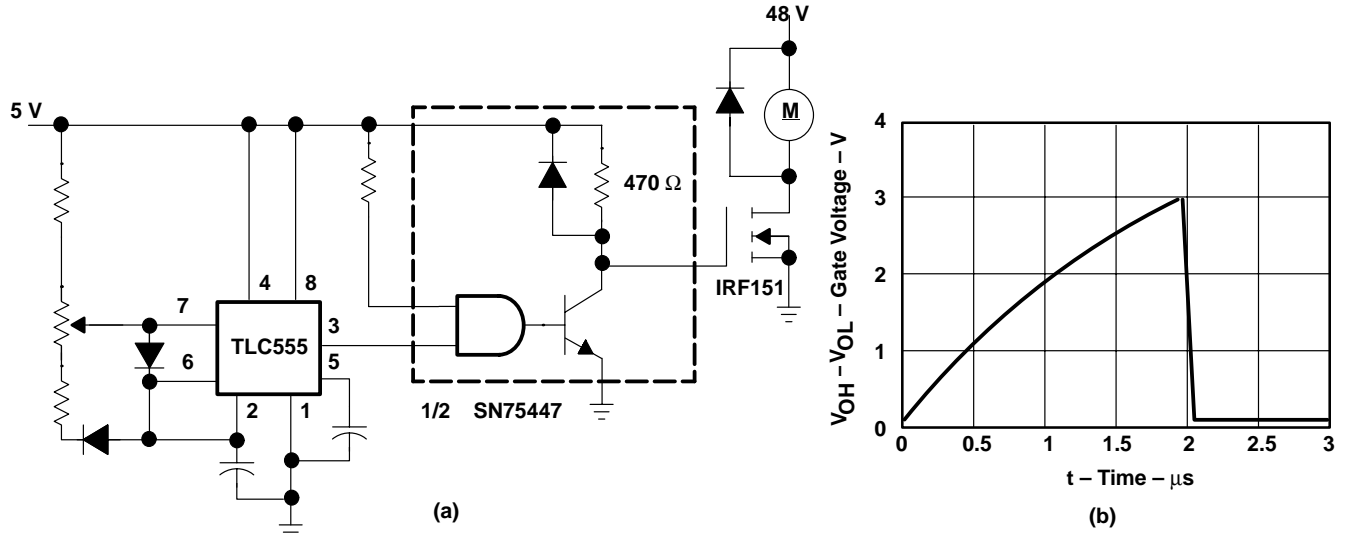 48 V
5 V
M
470 Ω
IRF151
4
8
7
3
TLC555
6
5
2
1
1/2 SN75447
(a)
VOH – VOL – Gate Voltage – V
4
3
2
1
0
0
0.5
1
1.5
2
2.5
3
t – Time – μs
(b)